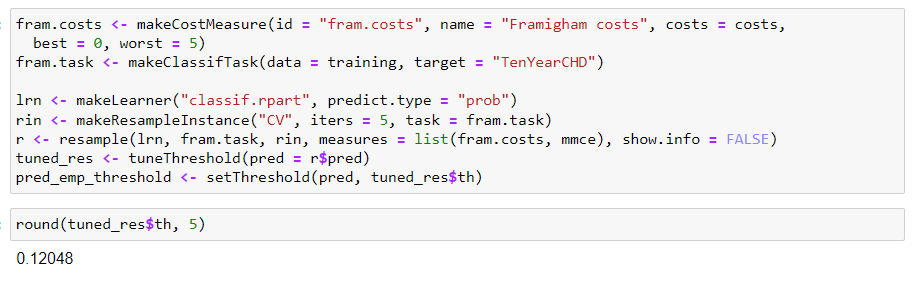 fram.costs <- makeCostMeasure(id = "fram.costs", name = "Framigham costs", costs = costs,
  best = 0, worst = 5)
fram.task <- makeClassifTask(data = training, target = "TenYearCHD")

lrn <- makeLearner("classif.rpart", predict.type = "prob")
rin <- makeResampleInstance("CV", iters = 5, task = fram.task)
r <- resample(lrn, fram.task, rin, measures = list(fram.costs, mmce), show.info = FALSE)
tuned_res <- tuneThreshold(pred = r$pred)
pred_emp_threshold <- setThreshold(pred, tuned_res$th)

round(tuned_res$th, 5)
0.12048